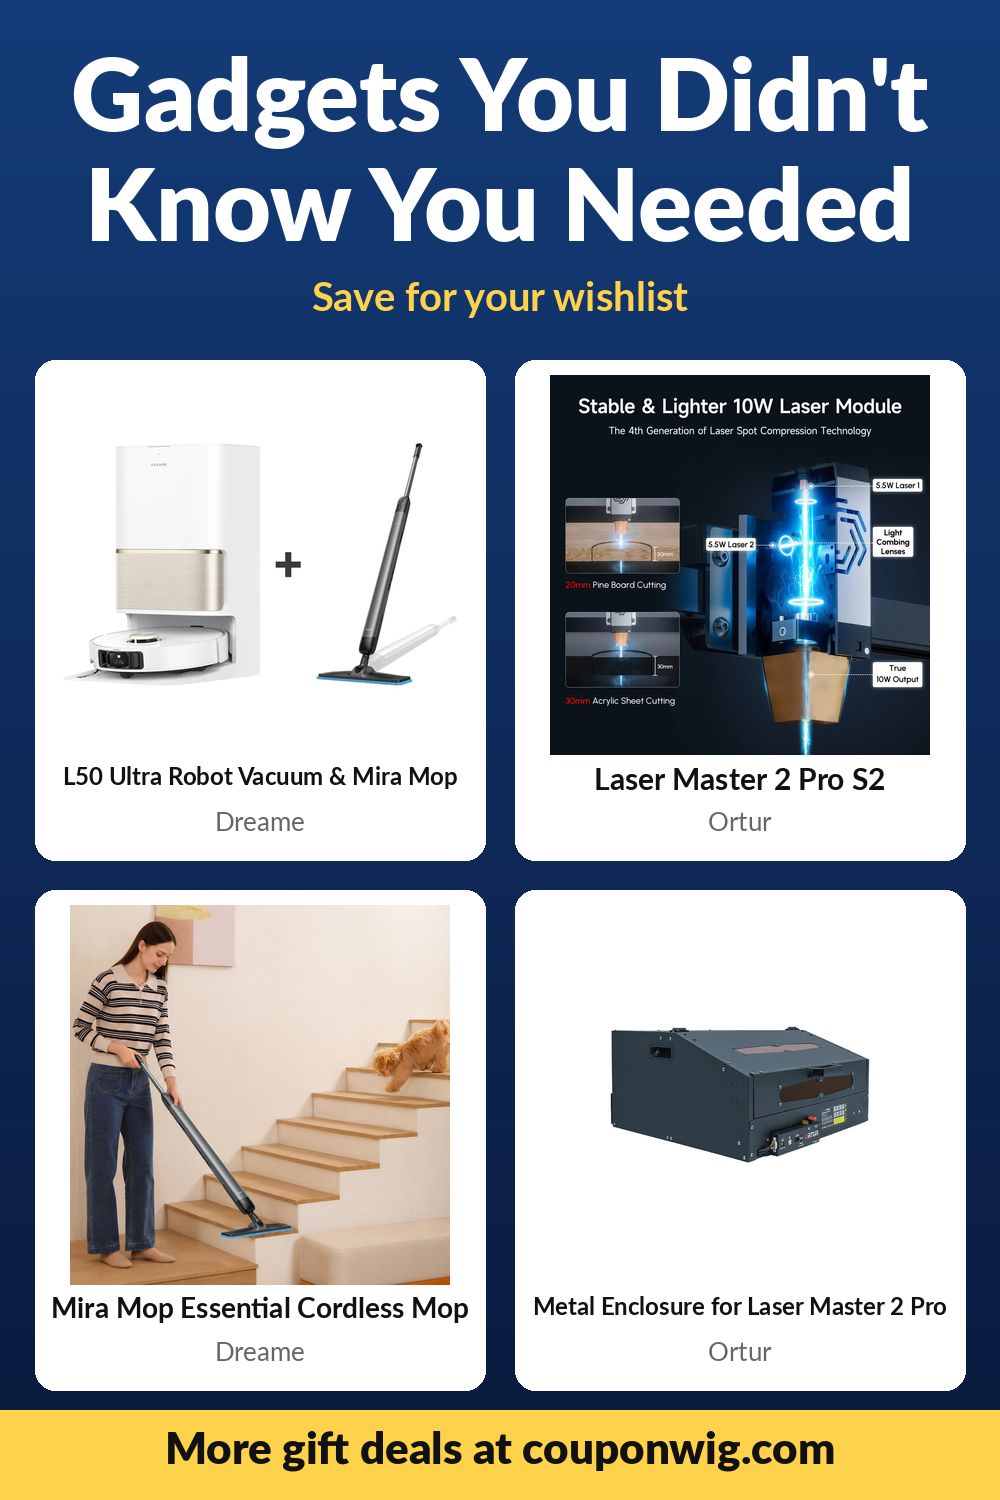 Gadgets You Didn't
Know You Needed
Save for your wishlist
DREAME
+
L50 Ultra Robot Vacuum & Mira Mop
Dreame
Stable & Lighter 10W Laser Module
The 4th Generation of Laser Spot Compression Technology
5.5W Laser 1
5.5W Laser 2
Light
Combing
Lenses
20mm
20mm Pine Board Cutting
30mm
30mm Acrylic Sheet Cutting
True
10W Output
Laser Master 2 Pro S2
Ortur
Mira Mop Essential Cordless Mop
Dreame
Metal Enclosure for Laser Master 2 Pro
Ortur
More gift deals at couponwig.com